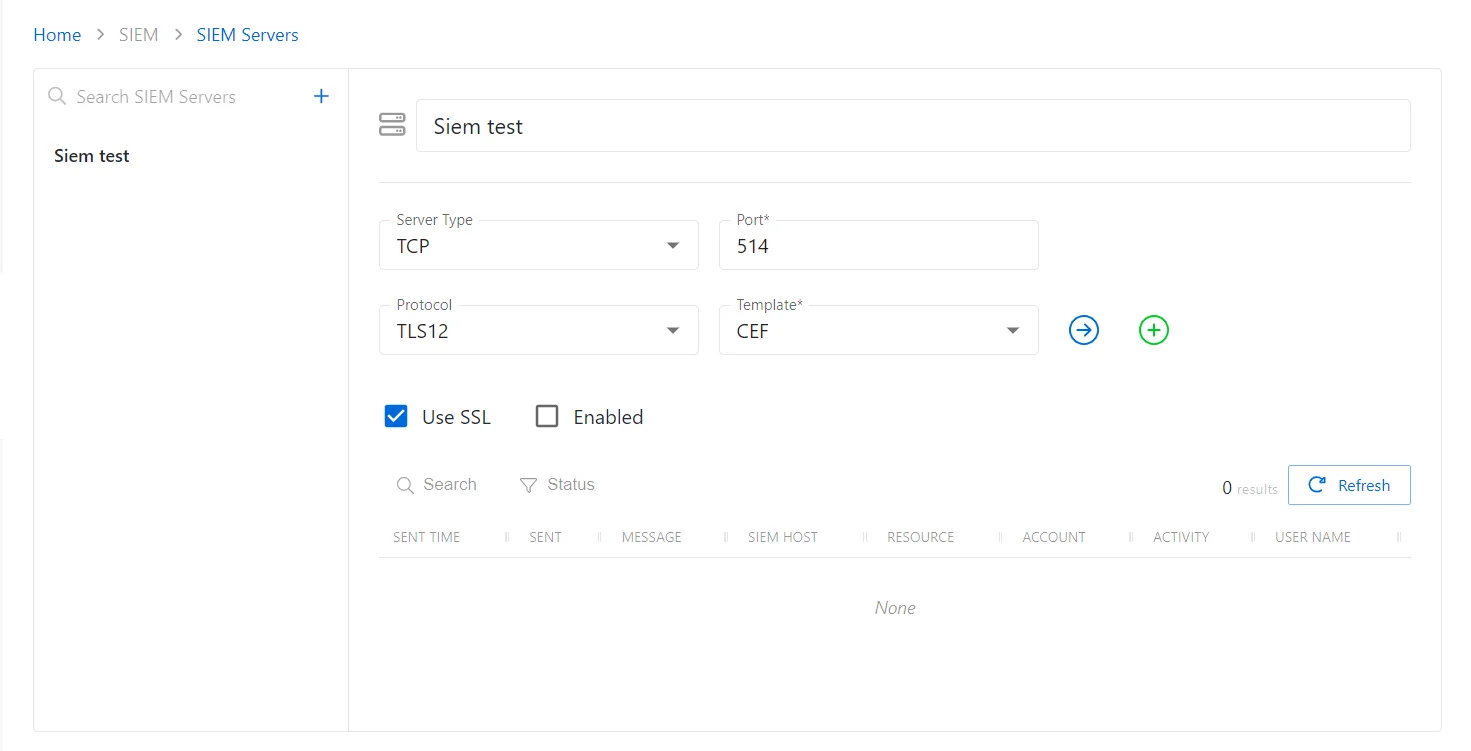 Home > SIEM > SIEM Servers
Search SIEM Servers
Siem test
Siem test
Server Type
TCP
Port*
514
Protocol
TLS12
Template*
CEF
Use SSL
Enabled
Search
Status
0 results
Refresh
SENT TIME SENT MESSAGE SIEM HOST RESOURCE ACCOUNT ACTIVITY USER NAME
None